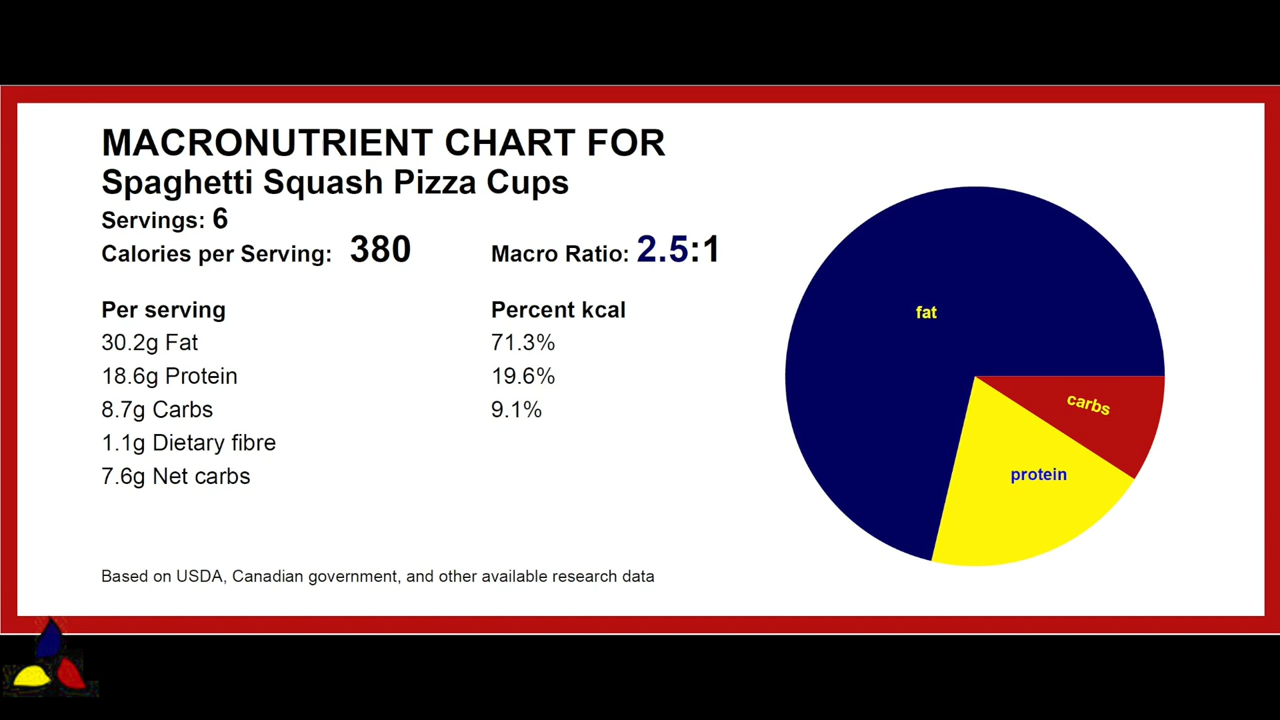 MACRONUTRIENT CHART FOR
Spaghetti Squash Pizza Cups
Servings: 6
Calories per Serving: 380
Macro Ratio: 2.5:1
Per serving
Percent kcal
30.2g Fat
71.3%
18.6g Protein
19.6%
8.7g Carbs
9.1%
1.1g Dietary fibre
7.6g Net carbs
Based on USDA, Canadian government, and other available research data
fat
carbs
protein